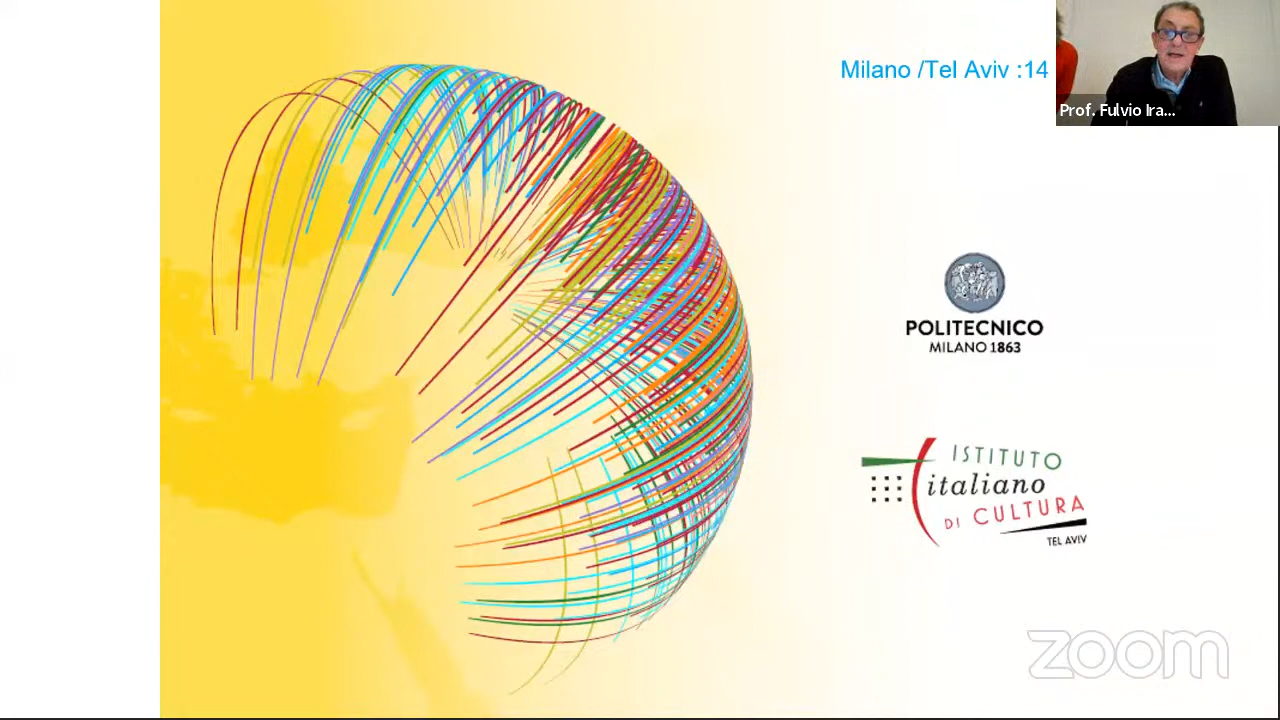 Milano /Tel Aviv :14
Prof. Fulvio Ira...
POLITECNICO
MILANO 1863
ISTITUTO
italiano
DI CULTURA
TEL AVIV
zoom